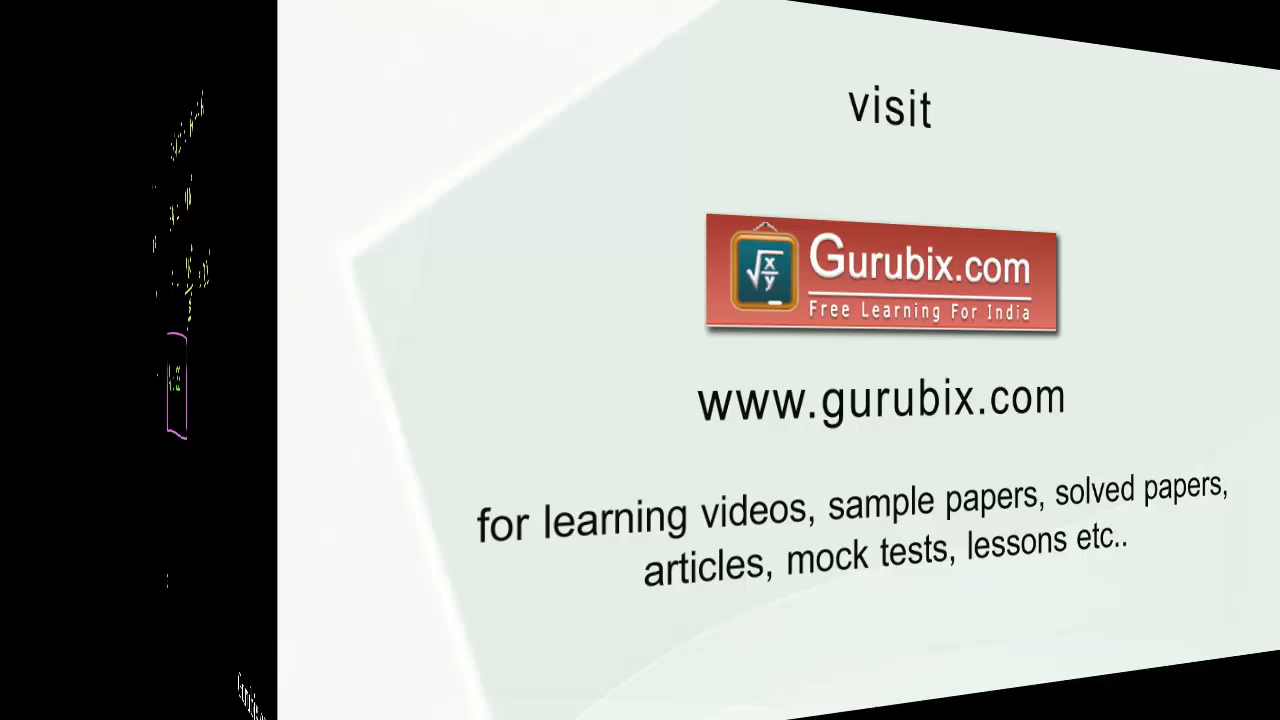 visit
√x/y
Gurubix.com
Free Learning For India
www.gurubix.com
for learning videos, sample papers, solved papers,
articles, mock tests, lessons etc..